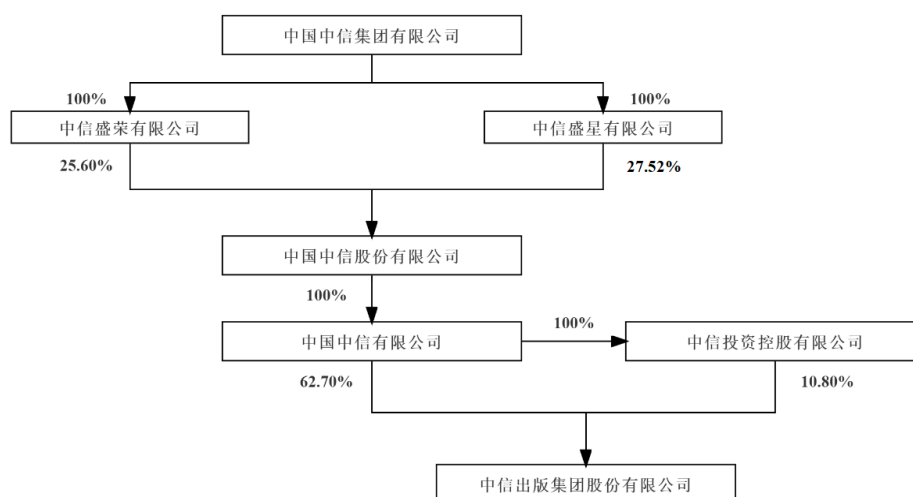 中国中信集团有限公司
100%
100%
中信盛荣有限公司
中信盛星有限公司
25.60%
27.52%
中国中信股份有限公司
100%
中国中信有限公司
100%
中信投资控股有限公司
62.70%
10.80%
中信出版集团股份有限公司